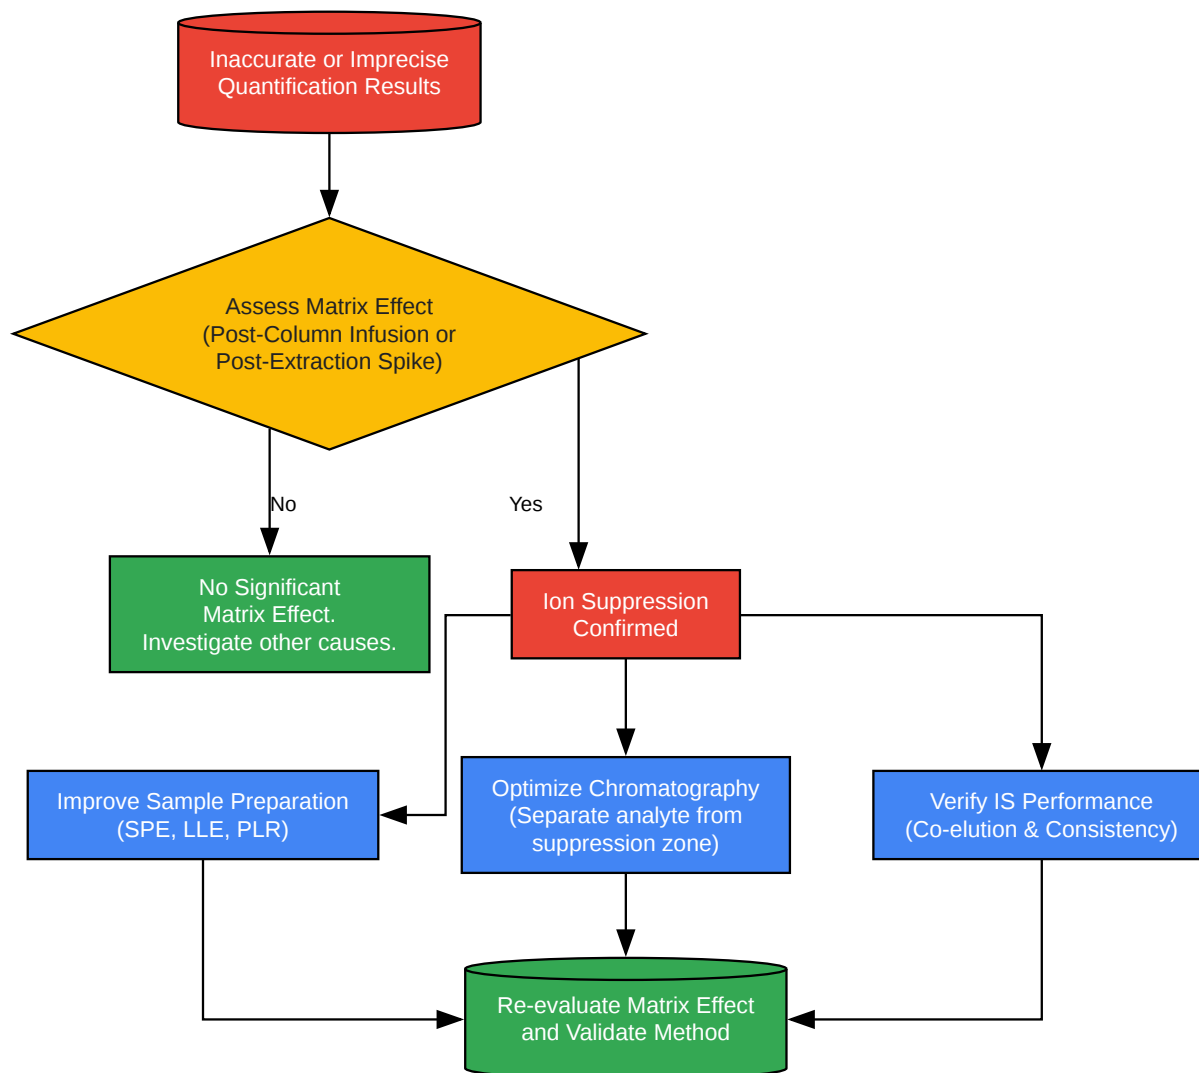 Inaccurate or Imprecise
Quantification Results
Assess Matrix Effect
(Post-Column Infusion or
Post-Extraction Spike)
No
Yes
No Significant
Matrix Effect.
Investigate other causes.
Ion Suppression
Confirmed
Improve Sample Preparation
(SPE, LLE, PLR)
Optimize Chromatography
(Separate analyte from
suppression zone)
Verify IS Performance
(Co-elution & Consistency)
Re-evaluate Matrix Effect
and Validate Method